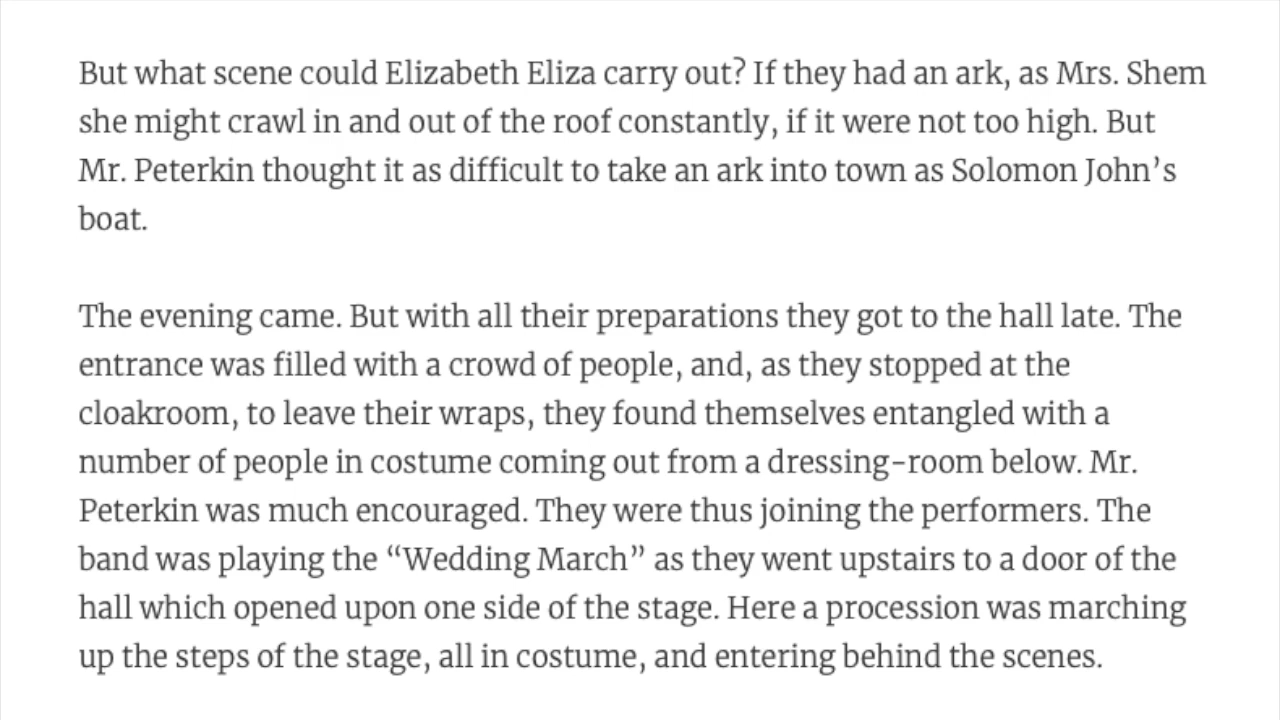 But what scene could Elizabeth Eliza carry out? If they had an ark, as Mrs. Shem
she might crawl in and out of the roof constantly, if it were not too high. But
Mr. Peterkin thought it as difficult to take an ark into town as Solomon John’s
boat.
The evening came. But with all their preparations they got to the hall late. The
entrance was filled with a crowd of people, and, as they stopped at the
cloakroom, to leave their wraps, they found themselves entangled with a
number of people in costume coming out from a dressing-room below. Mr.
Peterkin was much encouraged. They were thus joining the performers. The
band was playing the “Wedding March” as they went upstairs to a door of the
hall which opened upon one side of the stage. Here a procession was marching
up the steps of the stage, all in costume, and entering behind the scenes.